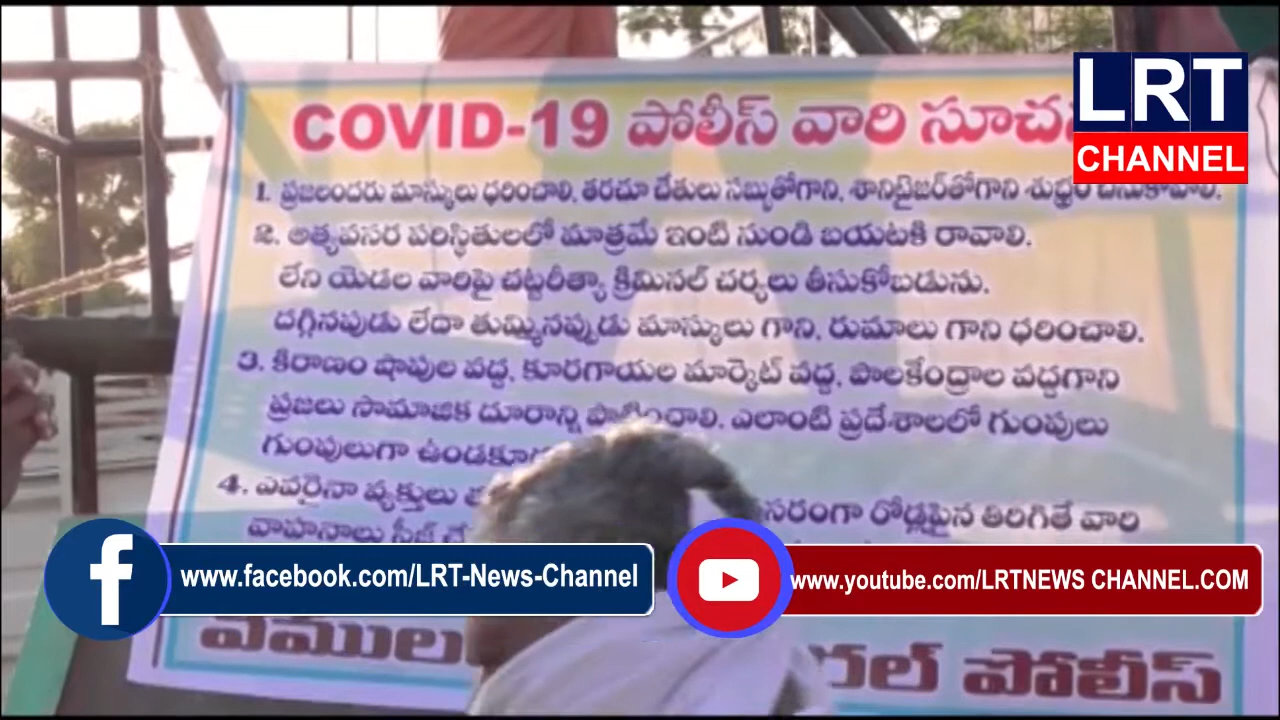 COVID-19 పోలీస్ వారి
LRT
CHANNEL
1. ప్రజలందరు మాస్కులు ధరించాలి, తరచూ చేతులు సబ్బుతోగాని, శానిటైజర్‌తోగాని శుభ్రం చేసుకోవాలి.
2. అత్యవసర పరిస్థితులలో మాత్రమే ఇంటి నుండి బయటకి రావాలి.
లేని యెడల వారిపై చట్టరీత్యా క్రిమినల్ చర్యలు తీసుకోబడును.
దగ్గినపుడు లేదా తుమ్మినప్పుడు మాస్కులు గాని, రుమాలు గాని ధరించాలి.
3. కిరాణం షాపుల వద్ద, కూరగాయల మార్కెట్ వద్ద, పాలకేంద్రాల వద్దగాని
ప్రజలు సామాజిక దూరాన్ని పాటించాలి. ఎలాంటి ప్రదేశాలలో గుంపులు
గుంపులుగా
4. ఎవరైనా వ్యక్తులు రోడ్లపైన తిరిగితే వారి
వాహనాలు సీజ్
www.facebook.com/LRT-News-Channel
www.youtube.com/LRTNEWS CHANNEL.COM
పోలీస్